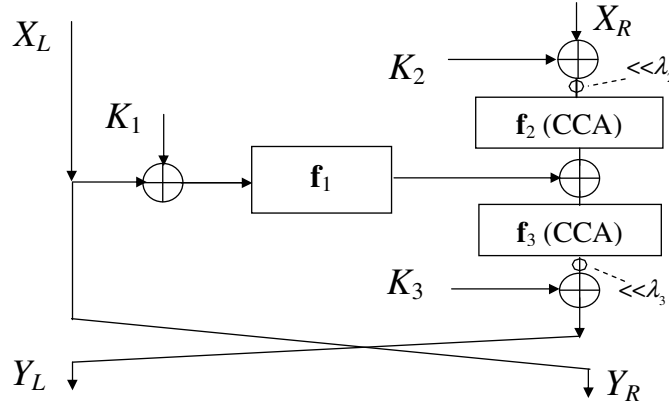 X_L
X_R
K_2
<<λ
f_2 (CCA)
K_1
f_1
f_3 (CCA)
K_3
<<λ_3
Y_L
Y_R